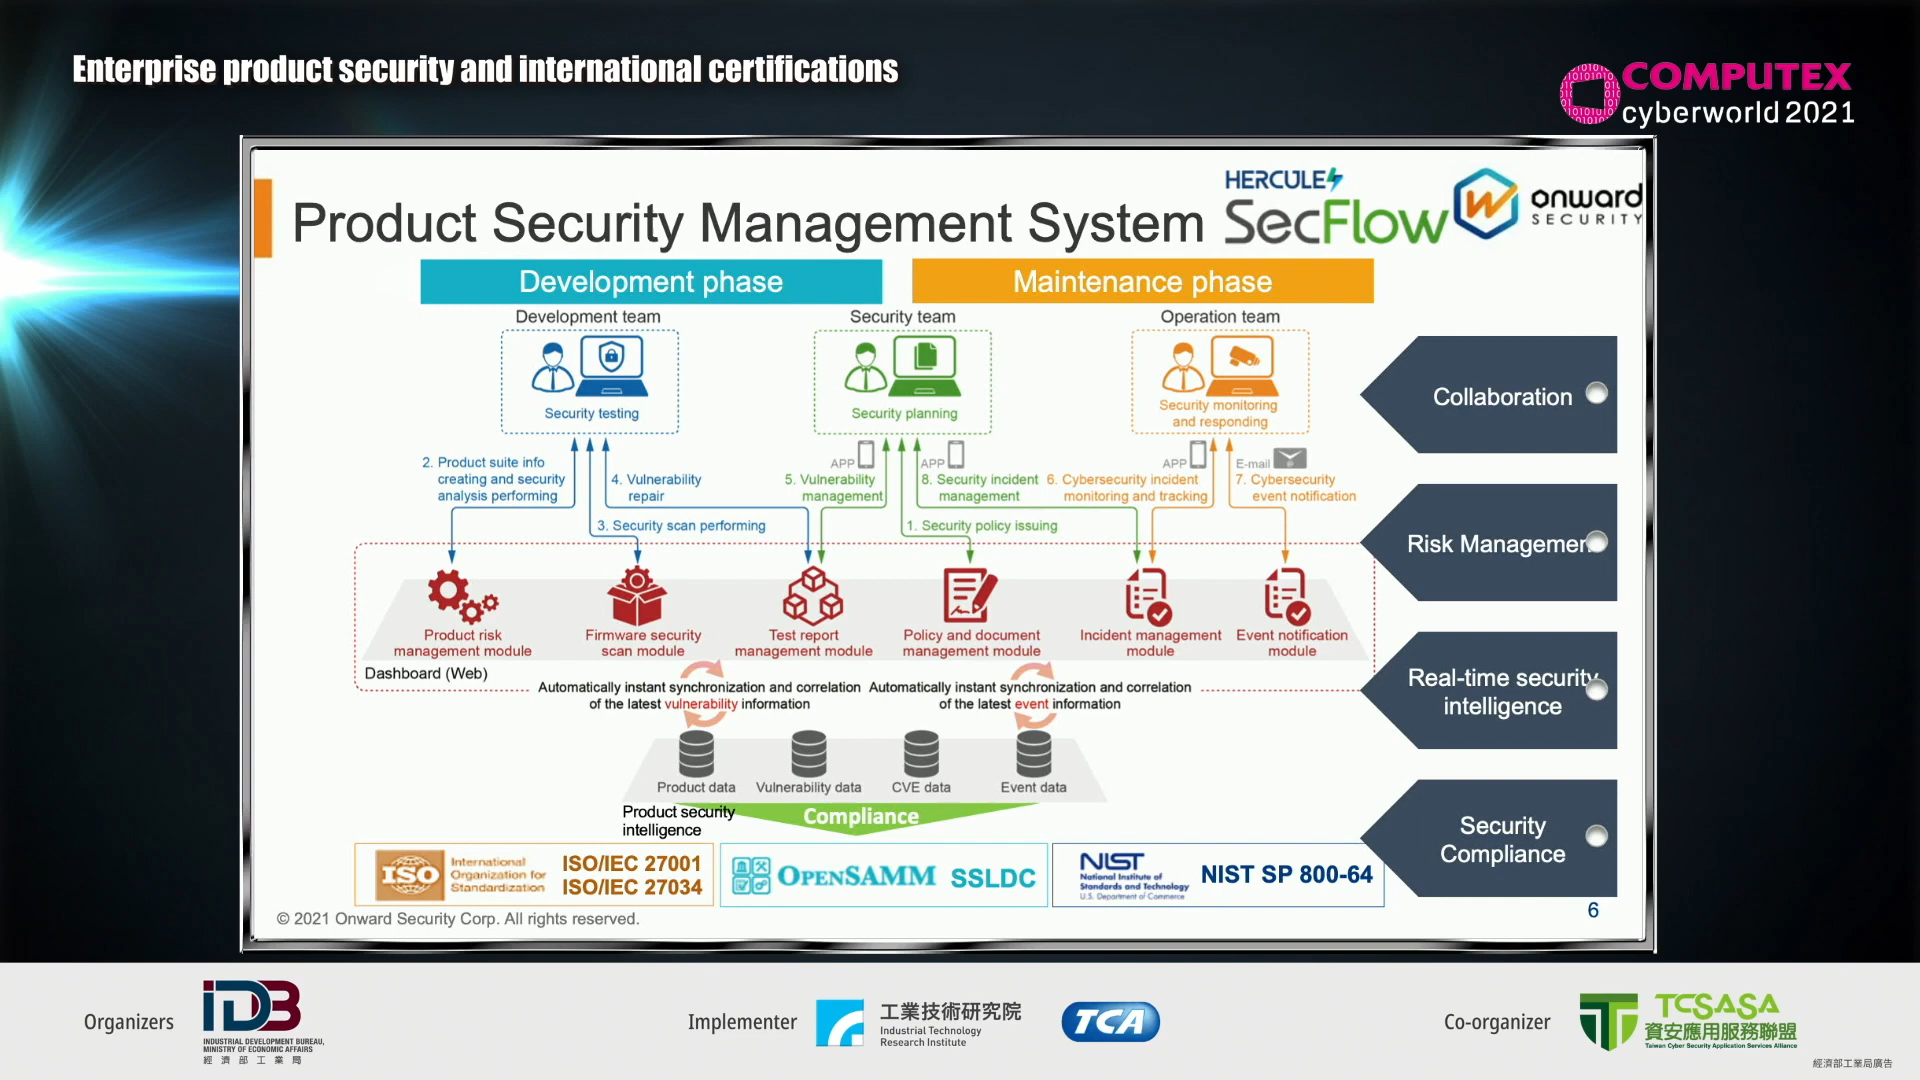 Enterprise product security and international certifications
COMPUTEX
cyberworld 2021
Product Security Management System
HERCULES
SecFlow
onward
SECURITY
Development phase
Maintenance phase
Development team
Security team
Operation team
Security testing
Security planning
Security monitoring
and responding
Collaboration
2. Product suite info
creating and security
analysis performing
4. Vulnerability
repair
3. Security scan performing
APP
5. Vulnerability
management
APP
8. Security incident
management
1. Security policy issuing
APP
6. Cybersecurity incident
monitoring and tracking
E-mail
7. Cybersecurity
event notification
Risk Managemen
Product risk
management module
Firmware security
scan module
Test report
management module
Policy and document
management module
Incident management
module
Event notification
module
Dashboard (Web)
Automatically instant synchronization and correlation
of the latest vulnerability information
Automatically instant synchronization and correlation
of the latest event information
Real-time security
intelligence
Product data
Vulnerability data
CVE data
Event data
Product security
intelligence
Compliance
Security
Compliance
ISO
International
Organization for
Standardization
ISO/IEC 27001
ISO/IEC 27034
OPENSAMM
SSLDC
NIST
National Institute of
Standards and Technology
U.S. Department of Commerce
NIST SP 800-64
© 2021 Onward Security Corp. All rights reserved.
6
Organizers
IDB
INDUSTRIAL DEVELOPMENT BUREAU,
MINISTRY OF ECONOMIC AFFAIRS
經濟部工業局
Implementer
工業技術研究院
Industrial Technology
Research Institute
TCA
Co-organizer
TCSASA
資安應用服務聯盟
Taiwan Cyber Security Application Services Alliance
經濟部工業局廣告